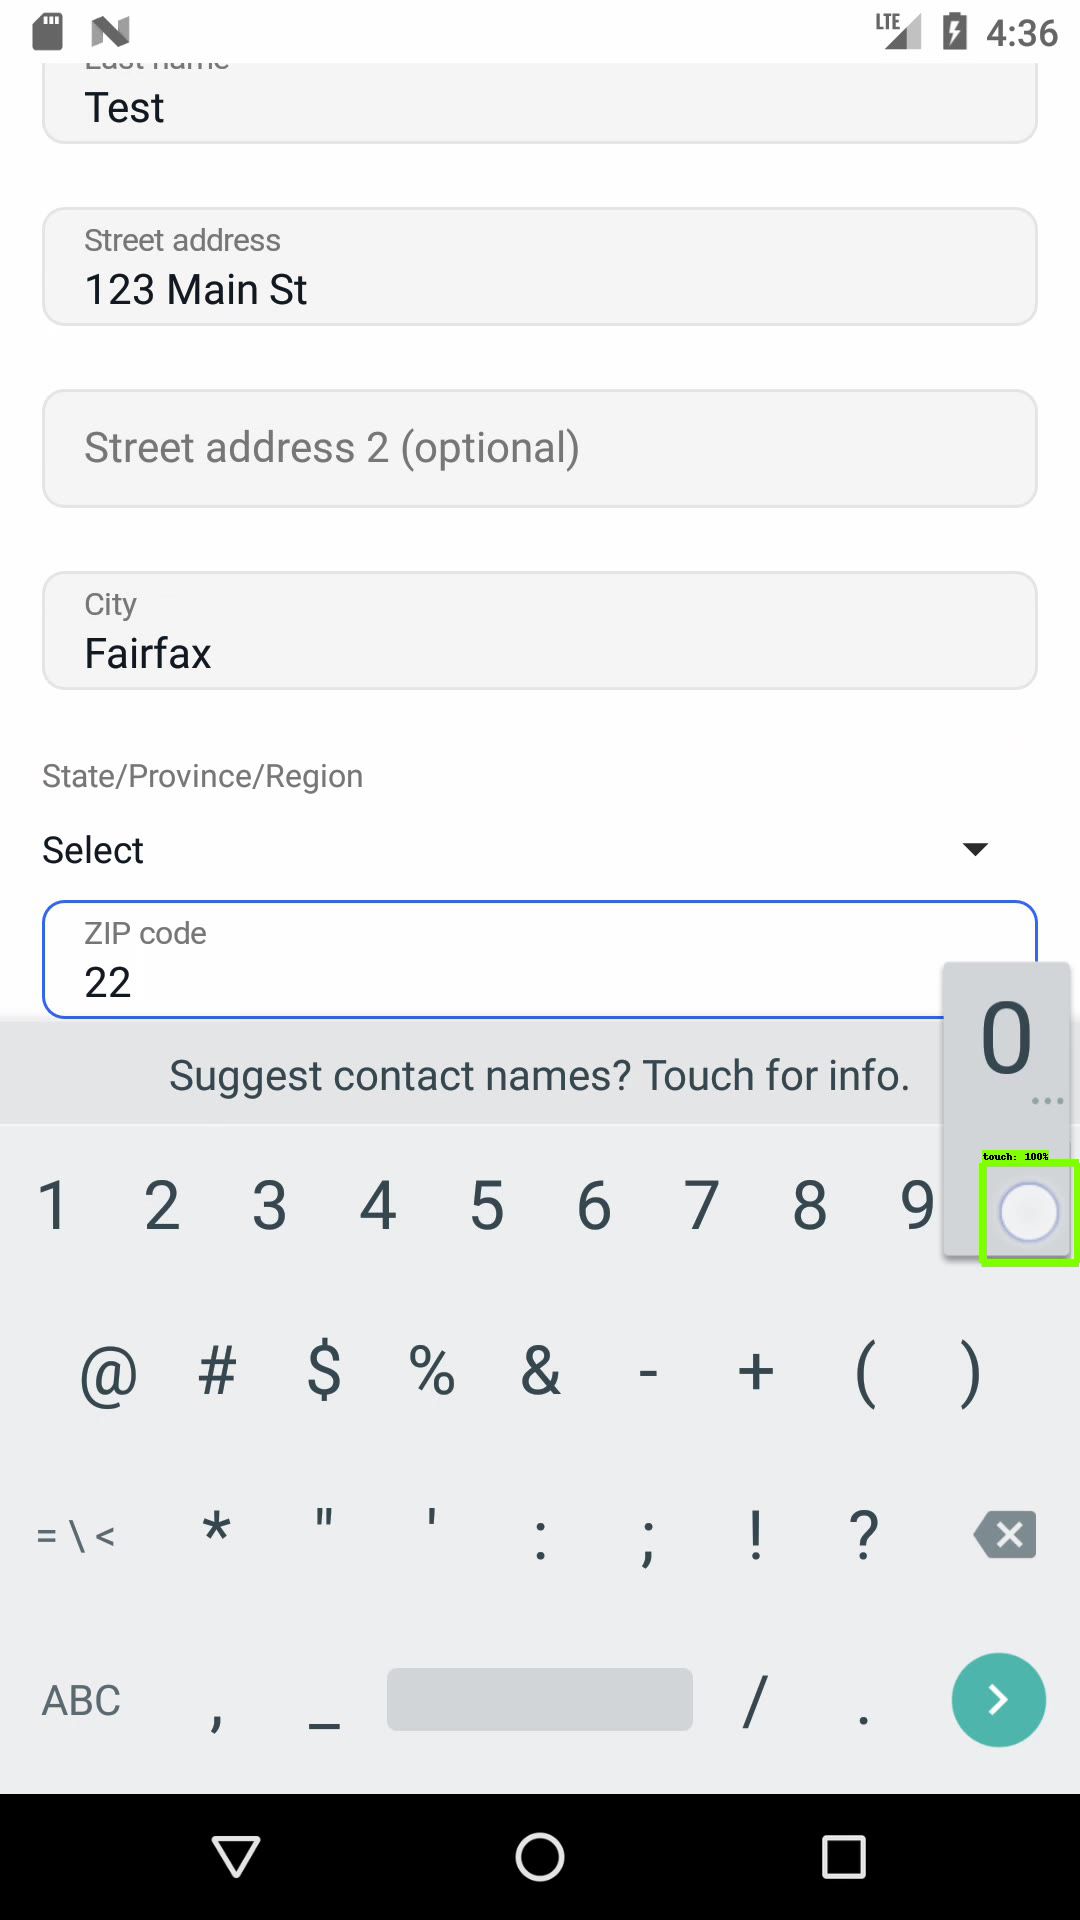 LTE 4:36
Last name
Test
Street address
123 Main St
Street address 2 (optional)
City
Fairfax
State/Province/Region
Select
ZIP code
22
0
Suggest contact names? Touch for info.
...
touch: 100%
1 2 3 4 5 6 7 8 9
@ # $ % & - + ( )
= \ < * " ' : ; ! ?
ABC , _ / .